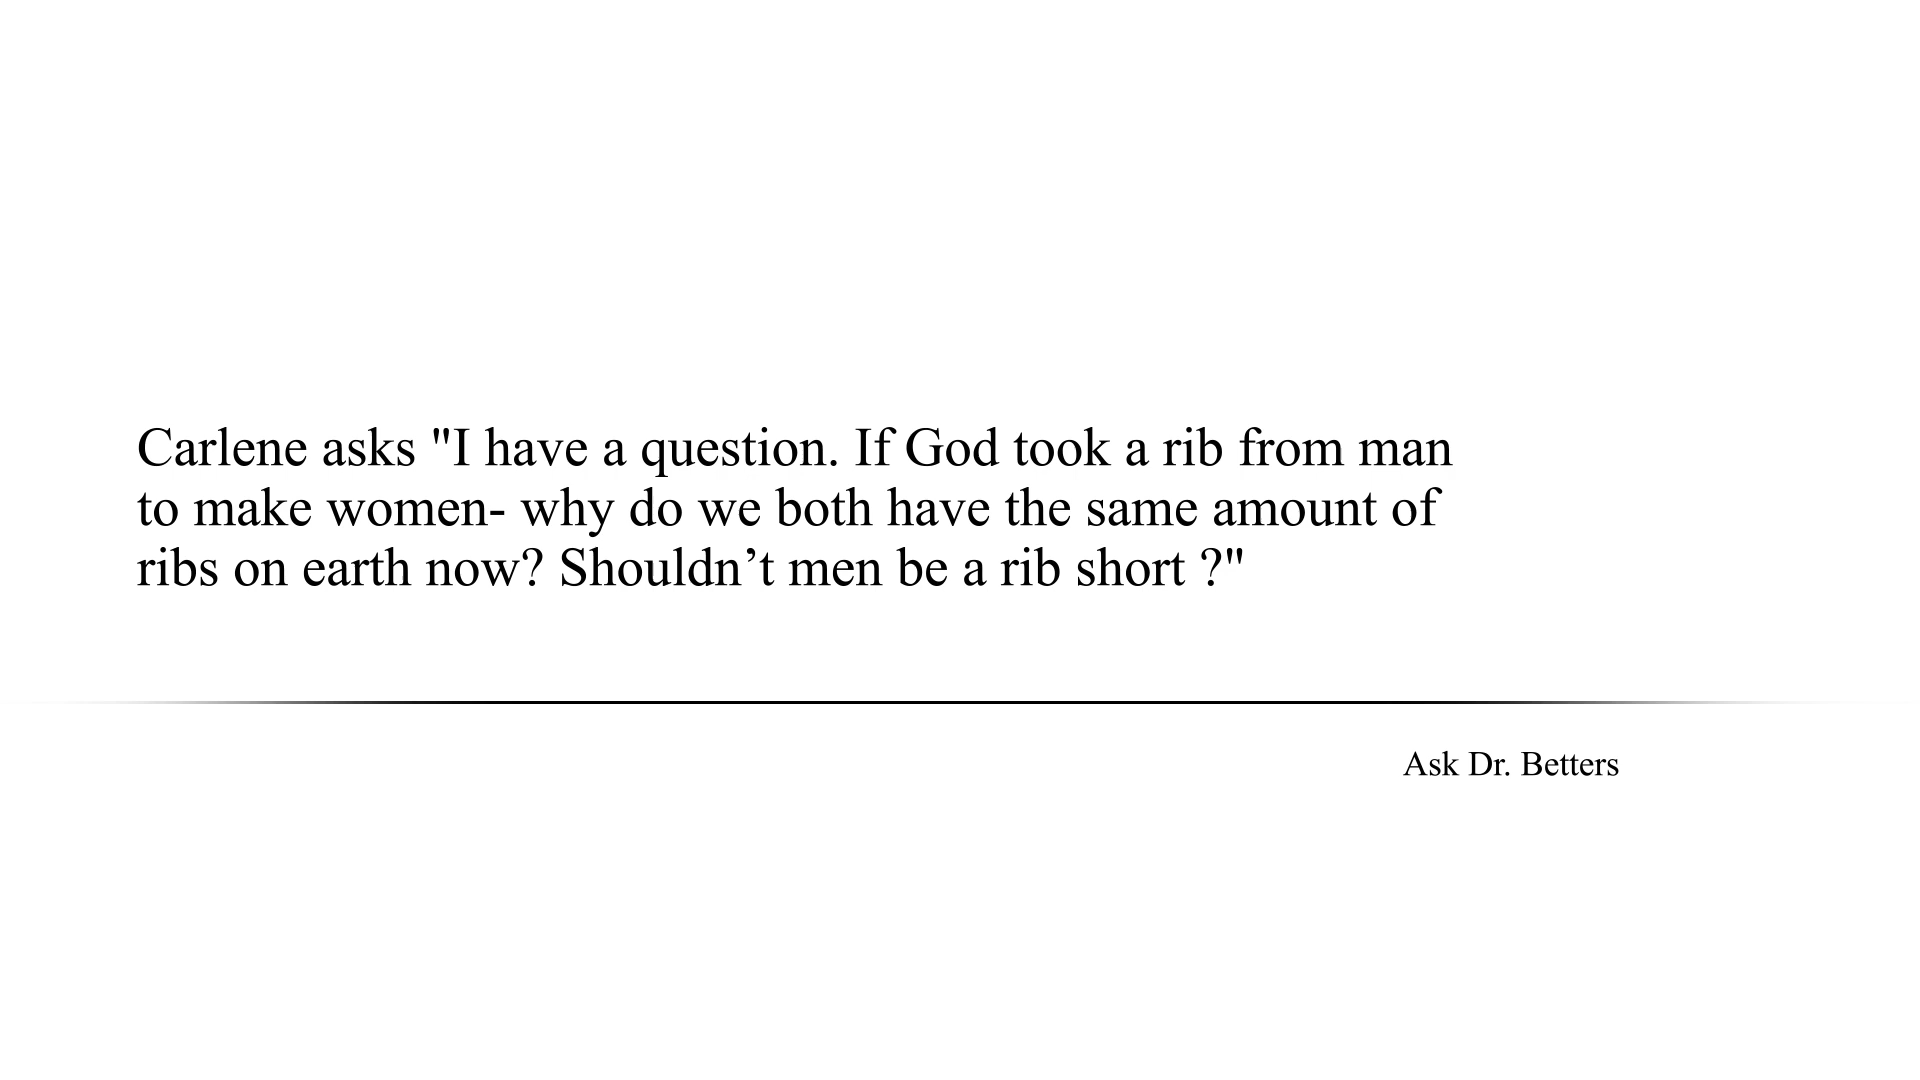 Carlene asks "I have a question. If God took a rib from man
to make women- why do we both have the same amount of
ribs on earth now? Shouldn’t men be a rib short ?"
Ask Dr. Betters